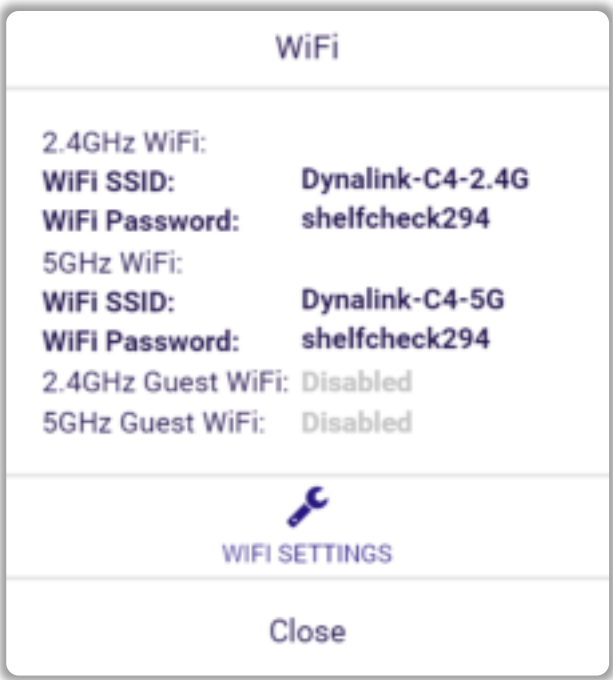 WiFi
2.4GHz WiFi:
WiFi SSID: Dynalink-C4-2.4G
WiFi Password: shelfcheck294
5GHz WiFi:
WiFi SSID: Dynalink-C4-5G
WiFi Password: shelfcheck294
2.4GHz Guest WiFi: Disabled
5GHz Guest WiFi: Disabled
WIFI SETTINGS
Close